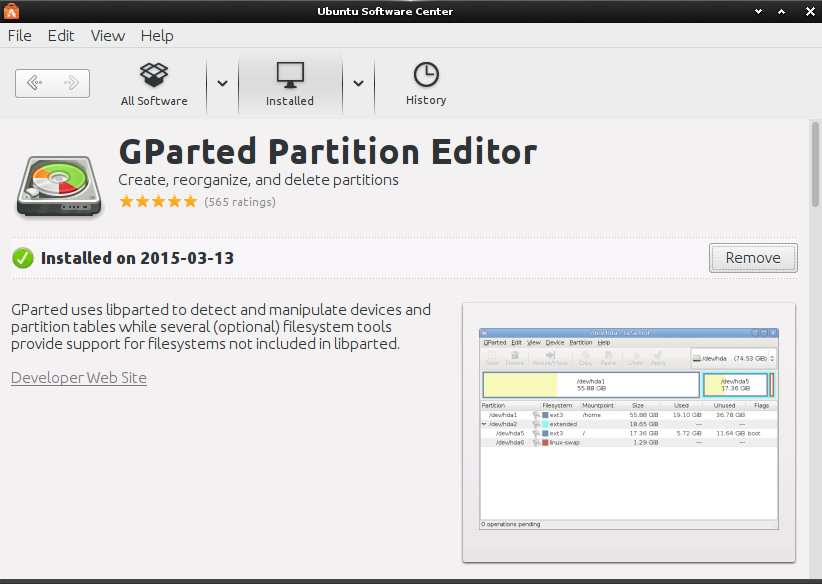 Ubuntu Software Center
File Edit View Help
All Software
Installed
History
GParted Partition Editor
Create, reorganize, and delete partitions
(565 ratings)
Installed on 2015-03-13
Remove
GParted uses libparted to detect and manipulate devices and
partition tables while several (optional) filesystem tools
provide support for filesystems not included in libparted.
Developer Web Site
/dev/hda - GParted
GParted Edit View Device Partition Help
New Delete Resize/Move Copy Paste Undo Apply
/dev/hda (74.53 GB)
/dev/hda1
55.88 GB
/dev/hda5
17.36 GB
Partition Filesystem Mountpoint Size Used Unused Flags
/dev/hda1 ext3 /home 55.88 GB 19.10 GB 36.78 GB
/dev/hda2 extended 18.65 GB --- ---
/dev/hda5 ext3 / 17.36 GB 5.72 GB 11.64 GB boot
/dev/hda6 linux-swap 1.29 GB --- ---
0 operations pending